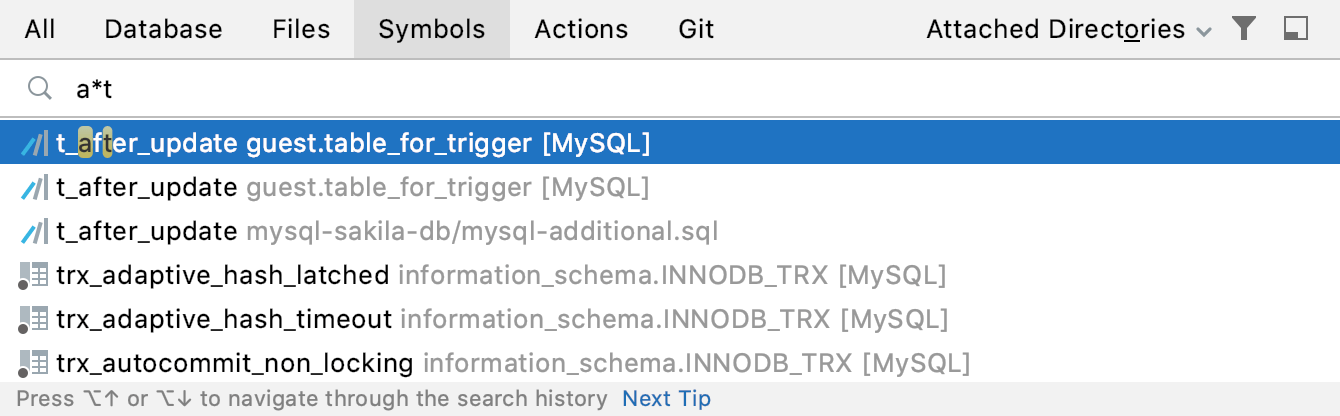 All Database Files Symbols Actions Git Attached Directories
a*t
t_after_update guest.table_for_trigger [MySQL]
t_after_update guest.table_for_trigger [MySQL]
t_after_update mysql-sakila-db/mysql-additional.sql
trx_adaptive_hash_latched information_schema.INNODB_TRX [MySQL]
trx_adaptive_hash_timeout information_schema.INNODB_TRX [MySQL]
trx_autocommit_non_locking information_schema.INNODB_TRX [MySQL]
Press ⌥↑ or ⌥↓ to navigate through the search history Next Tip